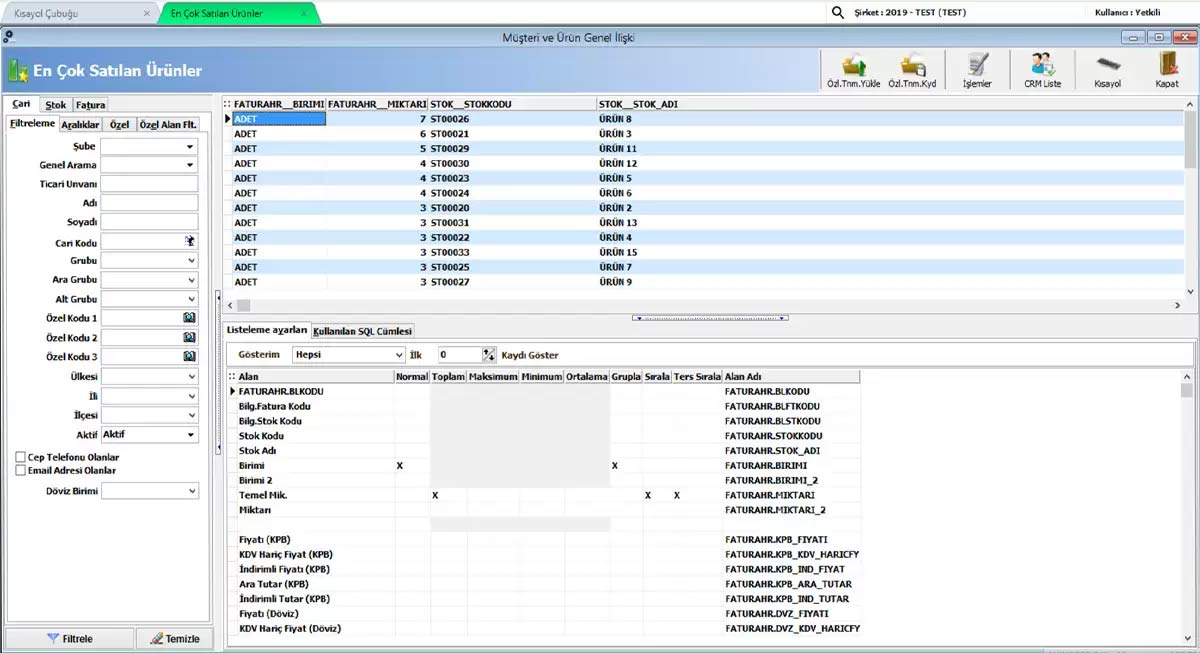 Kısayol Çubuğu × En Çok Satılan Ürünler × Şirket : 2019 - TEST (TEST) Kullanıcı : Yetkili
Müşteri ve Ürün Genel İlişki
En Çok Satılan Ürünler
Özl.Tnm.Yükle Özl.Tnm.Kyd İşlemler CRM Liste Kısayol Kapat
Cari Stok Fatura
Filtreleme Aralıklar Özel Özel Alan Flt.
Şube
Genel Arama
Ticari Unvanı
Adı
Soyadı
Cari Kodu
Grubu
Ara Grubu
Alt Grubu
Özel Kodu 1
Özel Kodu 2
Özel Kodu 3
Ülkesi
İli
İlçesi
Aktif Aktif
Cep Telefonu Olanlar
Email Adresi Olanlar
Döviz Birimi
Filtrele Temizle
FATURAHR__BIRIMI FATURAHR__MIKTARI STOK__STOKKODU STOK__STOK_ADI
ADET 7 ST00026 ÜRÜN 8
ADET 6 ST00021 ÜRÜN 3
ADET 5 ST00029 ÜRÜN 11
ADET 4 ST00030 ÜRÜN 12
ADET 4 ST00023 ÜRÜN 5
ADET 4 ST00024 ÜRÜN 6
ADET 3 ST00020 ÜRÜN 2
ADET 3 ST00031 ÜRÜN 13
ADET 3 ST00022 ÜRÜN 4
ADET 3 ST00033 ÜRÜN 15
ADET 3 ST00025 ÜRÜN 7
ADET 3 ST00027 ÜRÜN 9
Listeleme ayarları Kullanılan SQL Cümlesi
Gösterim Hepsi İlk 0 Kaydı Göster
Alan Normal Toplam Maksimum Minimum Ortalama Grupla Sırala Ters Sırala Alan Adı
FATURAHR.BLKODU FATURAHR.BLKODU
Bilg.Fatura Kodu FATURAHR.BLFTKODU
Bilg.Stok Kodu FATURAHR.BLSTKODU
Stok Kodu FATURAHR.STOKKODU
Stok Adı FATURAHR.STOK_ADI
Birimi X X FATURAHR.BIRIMI
Birimi 2 FATURAHR.BIRIMI_2
Temel Mik. X X X FATURAHR.MIKTARI
Miktarı FATURAHR.MIKTARI_2
Fiyatı (KPB) FATURAHR.KPB_FIYATI
KDV Hariç Fiyat (KPB) FATURAHR.KPB_KDV_HARICFY
İndirimli Fiyatı (KPB) FATURAHR.KPB_IND_FIYAT
Ara Tutar (KPB) FATURAHR.KPB_ARA_TUTAR
İndirimli Tutar (KPB) FATURAHR.KPB_IND_TUTAR
Fiyatı (Döviz) FATURAHR.DVZ_FIYATI
KDV Hariç Fiyat (Döviz) FATURAHR.DVZ_KDV_HARICFY